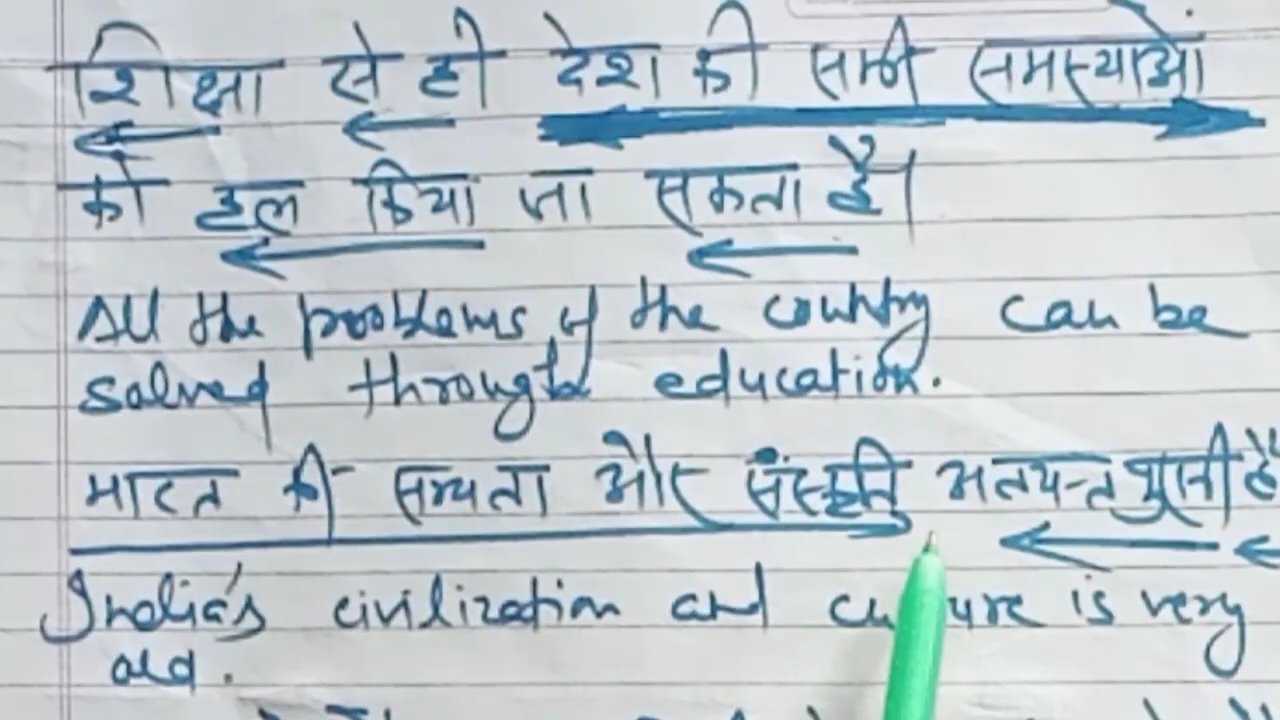 शिक्षा से ही देश की सभी समस्याओ
को हल किया जा सकता है।
All the problems of the country can be
solved through education.
भारत की सभ्यता और संस्कृति अत्यन्त पुरानी है
India's civilization and culture is very
old.